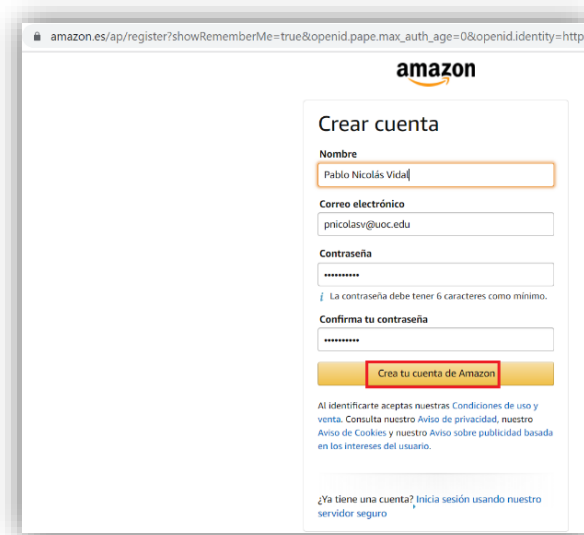 amazon.es/ap/register?showRememberMe=true&openid.pape.max_auth_age=0&openid.identity=http
amazon
Crear cuenta
Nombre
Pablo Nicolás Vidal
Correo electrónico
pnicolasv@uoc.edu
Contraseña
••••••••••
i La contraseña debe tener 6 caracteres como mínimo.
Confirma tu contraseña
••••••••••
Crea tu cuenta de Amazon
Al identificarte aceptas nuestras Condiciones de uso y
venta. Consulta nuestro Aviso de privacidad, nuestro
Aviso de Cookies y nuestro Aviso sobre publicidad basada
en los intereses del usuario.
¿Ya tiene una cuenta? Inicia sesión usando nuestro
servidor seguro